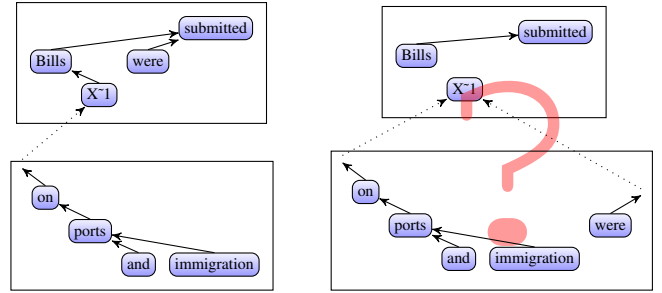 submitted
Bills
were
X~1
on
ports
and
immigration
submitted
Bills
X~1
?
on
ports
were
and
immigration